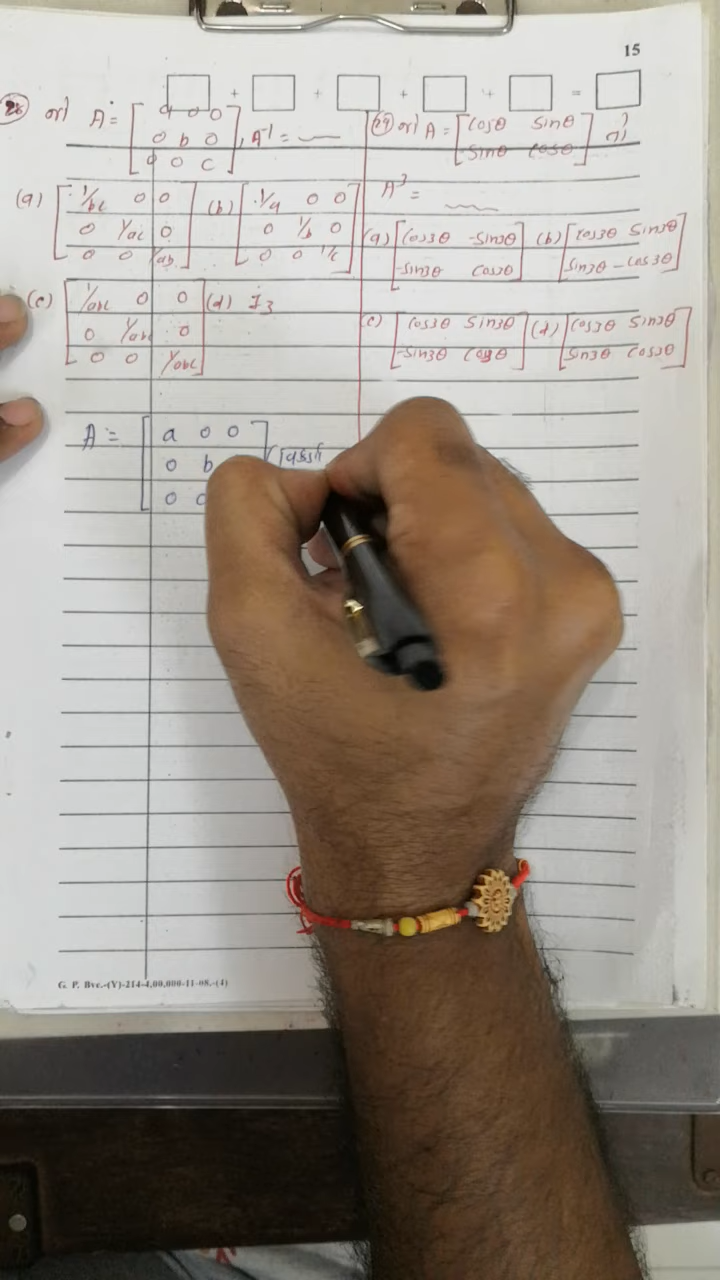 15
+ + + + =
28 જો A = [ a 0 0
0 b 0
0 0 c ] , A⁻¹ = __
(a) [ 1/bc 0 0
0 1/ac 0
0 0 1/ab ]
(b) [ 1/a 0 0
0 1/b 0
0 0 1/c ]
(c) [ 1/abc 0 0
0 1/abc 0
0 0 1/abc ]
(d) I₃
29 જો A = [ cosθ sinθ
-sinθ cosθ ] તો
A³ = __
(a) [ cos3θ -sin3θ
-sin3θ cos3θ ]
(b) [ cos3θ sin3θ
sin3θ -cos3θ ]
(c) [ cos3θ sin3θ
-sin3θ cos3θ ]
(d) [ cos3θ sin3θ
sin3θ cos3θ ]
A = [ a 0 0
0 b
0 0
G. P. Bvc.-(Y)-214-4,00,000-11-08.-(4)